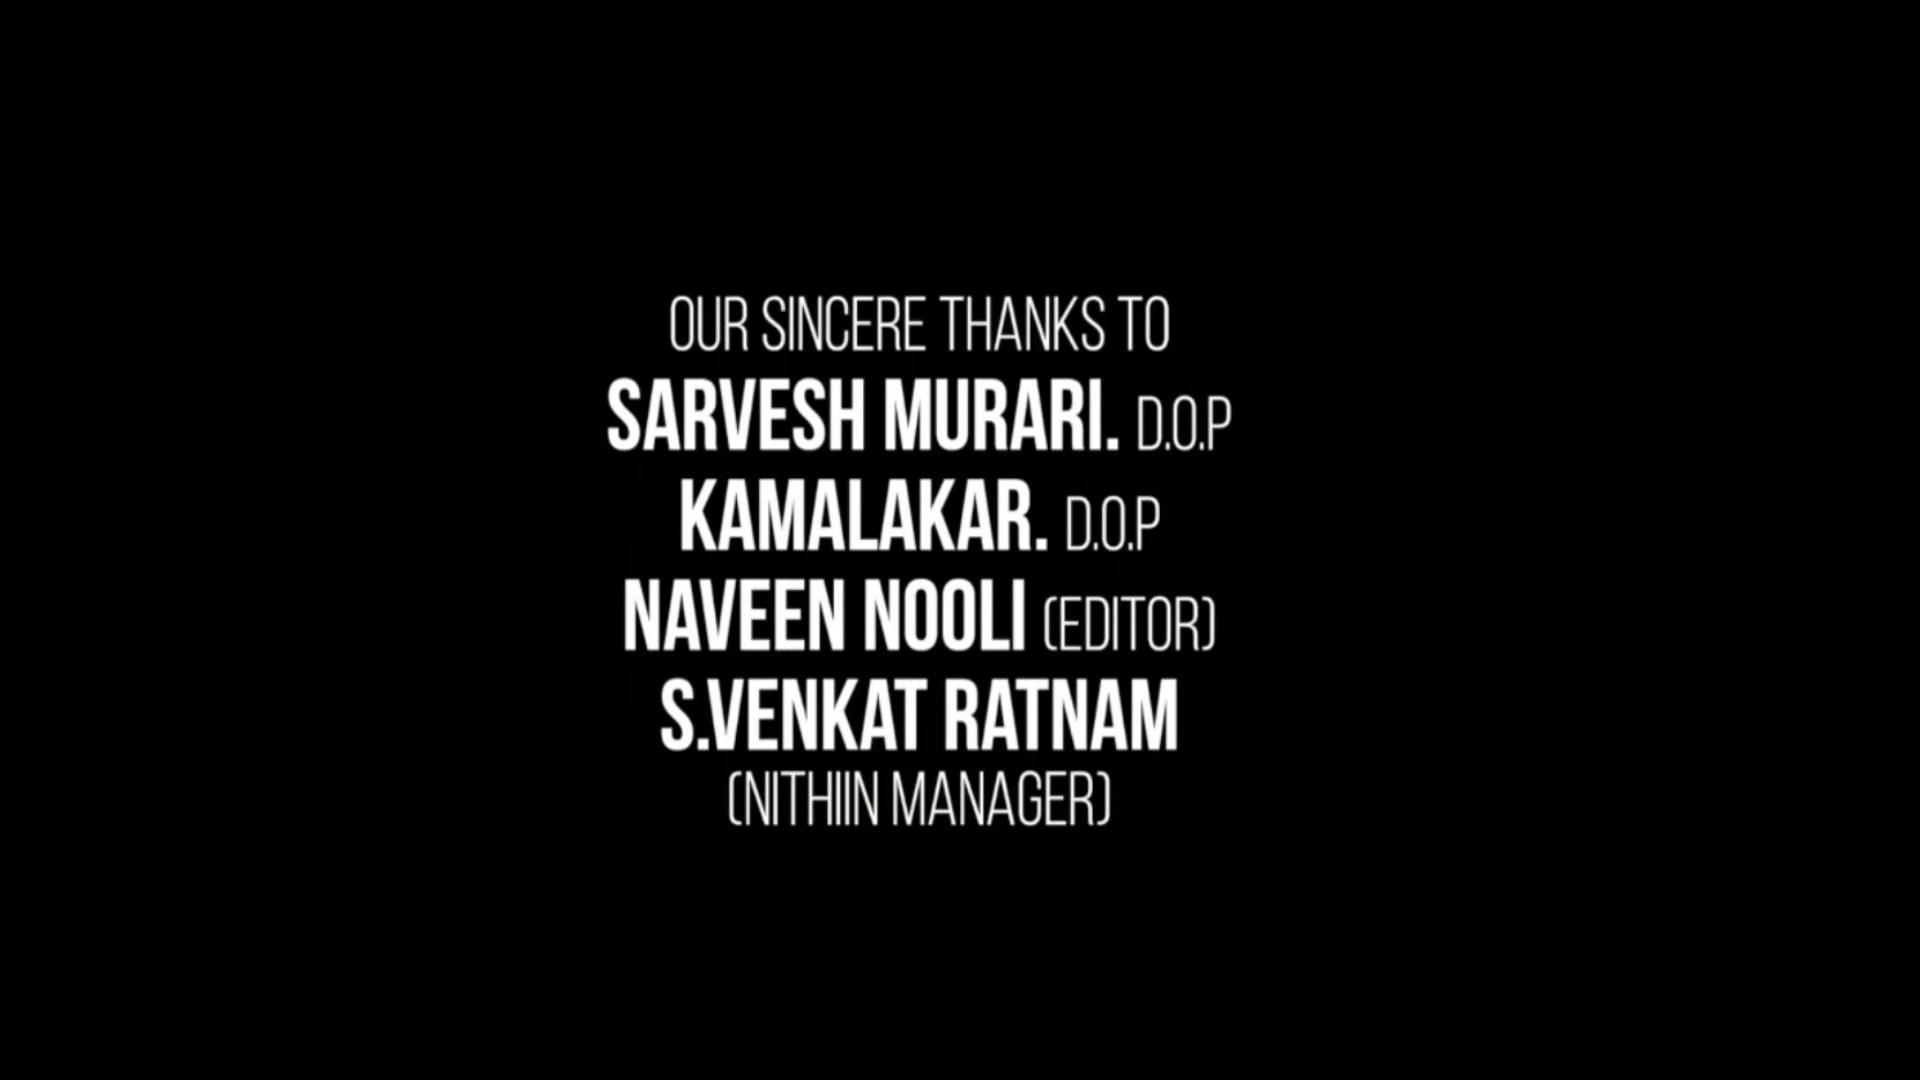 OUR SINCERE THANKS TO
SARVESH MURARI. D.O.P
KAMALAKAR. D.O.P
NAVEEN NOOLI (EDITOR)
S.VENKAT RATNAM
(NITHIIN MANAGER)